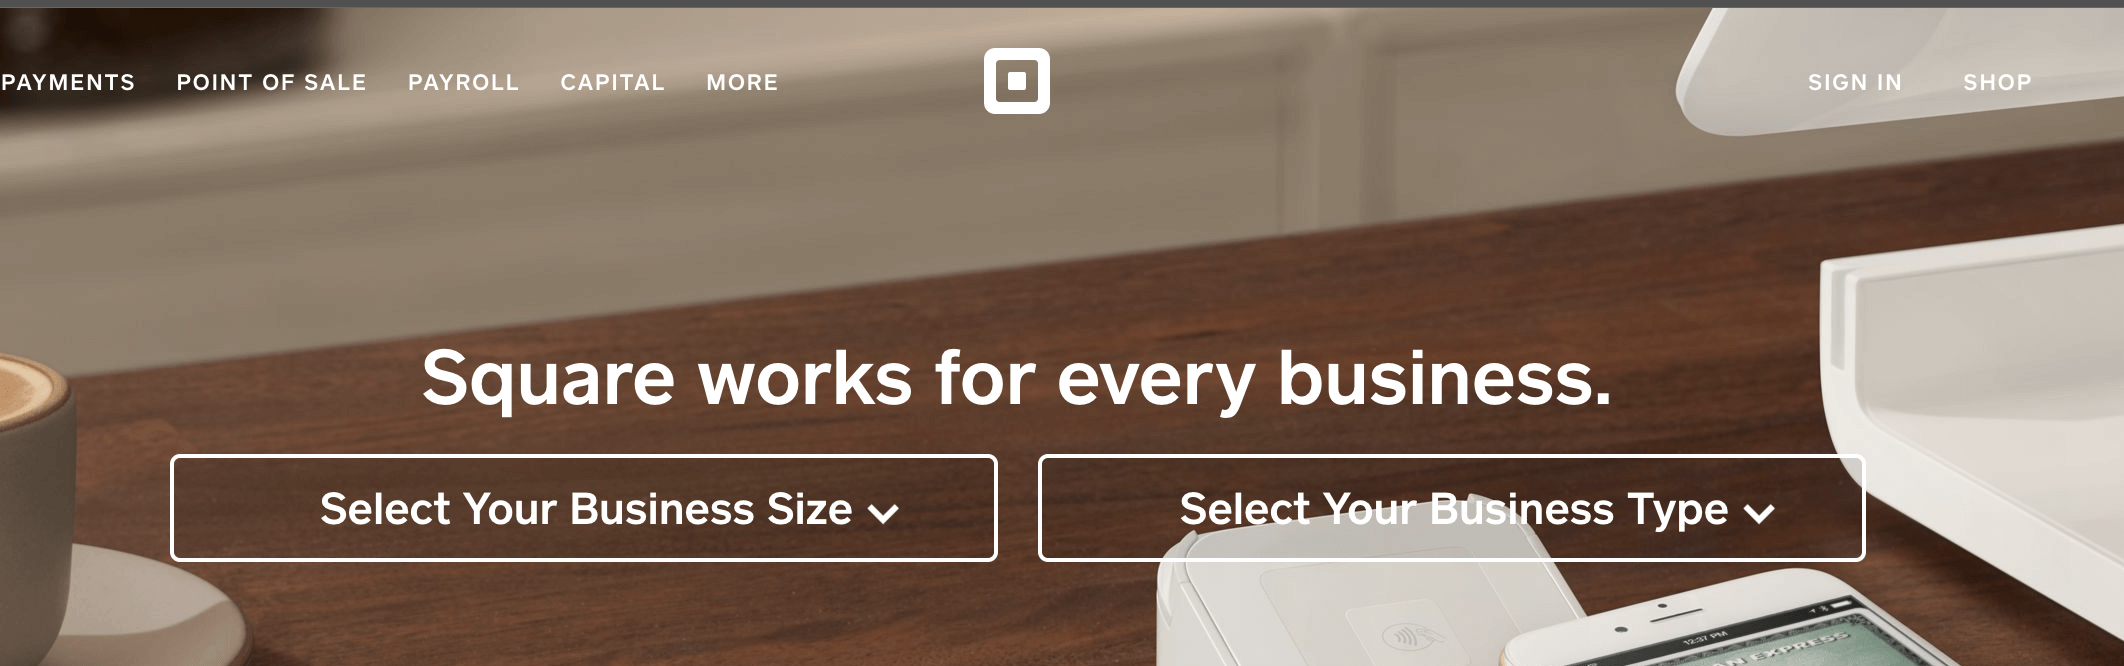 PAYMENTS POINT OF SALE PAYROLL CAPITAL MORE SIGN IN SHOP
Square works for every business.
Select Your Business Size Select Your Business Type
12:37 PM
AN EXPRESS